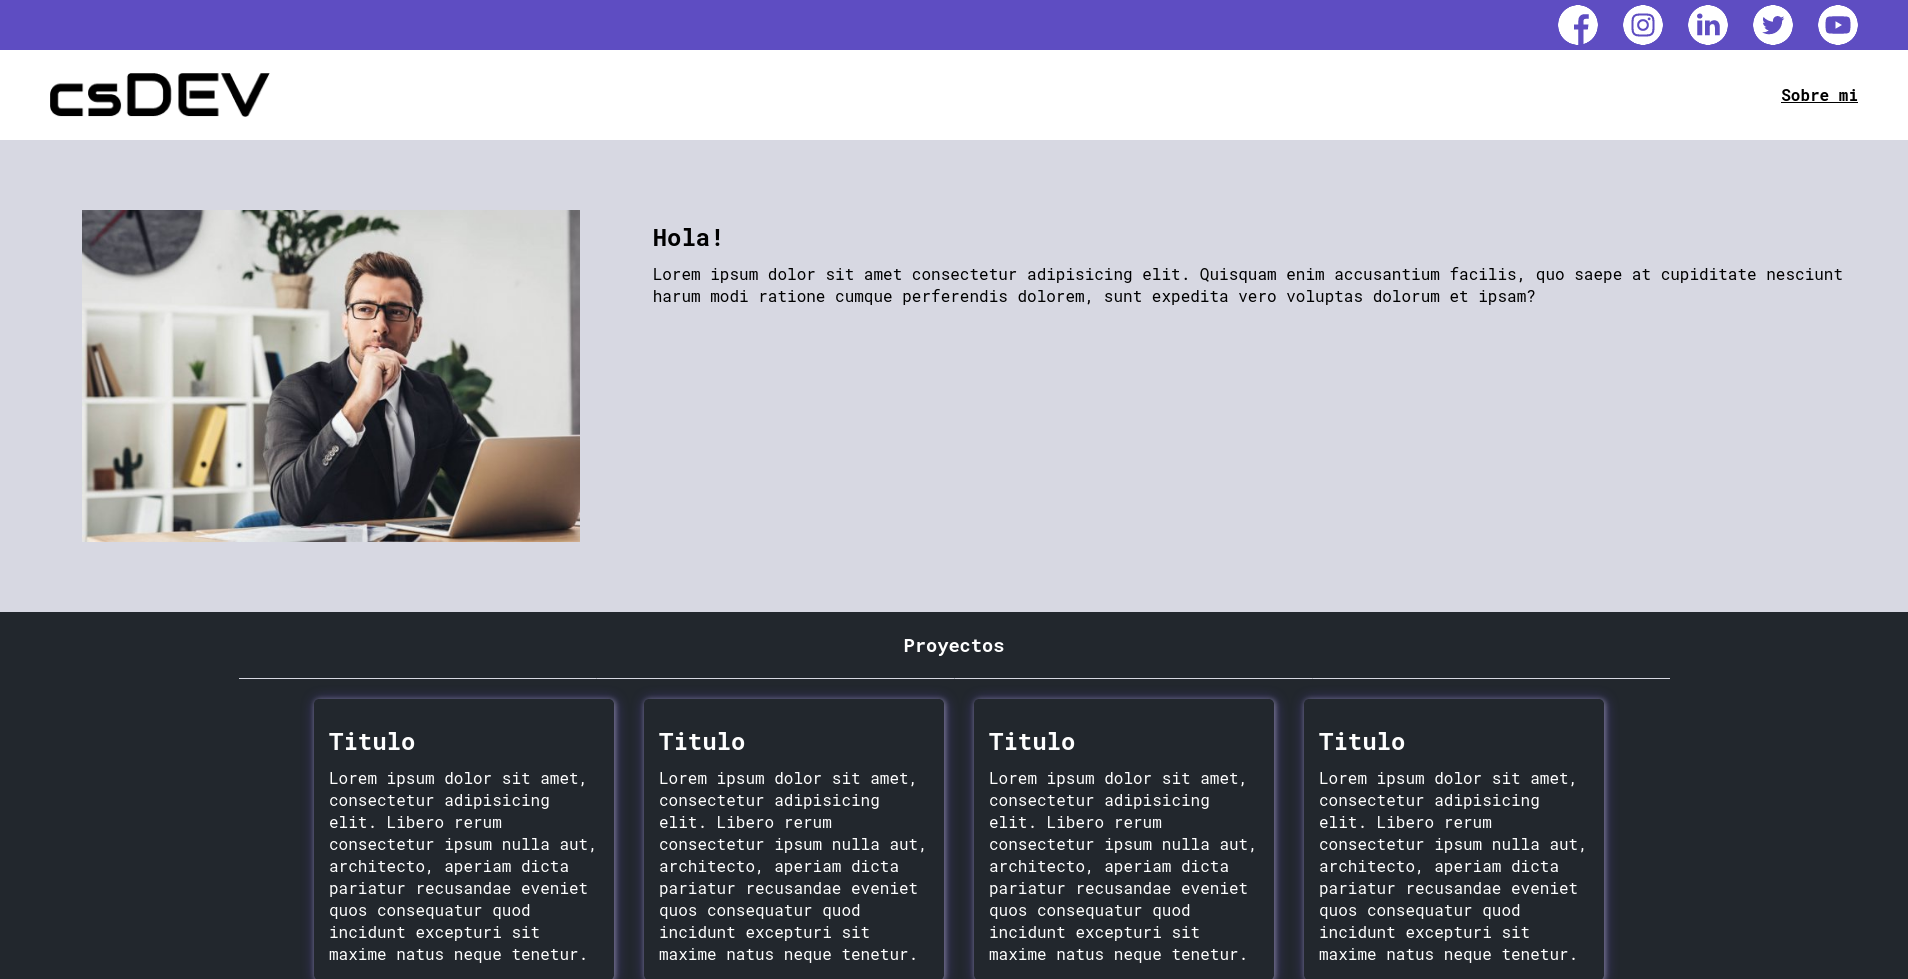 csDEV
Sobre mi
Hola!
Lorem ipsum dolor sit amet consectetur adipisicing elit. Quisquam enim accusantium facilis, quo saepe at cupiditate nesciunt
harum modi ratione cumque perferendis dolorem, sunt expedita vero voluptas dolorum et ipsam?
Proyectos
Titulo
Lorem ipsum dolor sit amet,
consectetur adipisicing
elit. Libero rerum
consectetur ipsum nulla aut,
architecto, aperiam dicta
pariatur recusandae eveniet
quos consequatur quod
incidunt excepturi sit
maxime natus neque tenetur.
Titulo
Lorem ipsum dolor sit amet,
consectetur adipisicing
elit. Libero rerum
consectetur ipsum nulla aut,
architecto, aperiam dicta
pariatur recusandae eveniet
quos consequatur quod
incidunt excepturi sit
maxime natus neque tenetur.
Titulo
Lorem ipsum dolor sit amet,
consectetur adipisicing
elit. Libero rerum
consectetur ipsum nulla aut,
architecto, aperiam dicta
pariatur recusandae eveniet
quos consequatur quod
incidunt excepturi sit
maxime natus neque tenetur.
Titulo
Lorem ipsum dolor sit amet,
consectetur adipisicing
elit. Libero rerum
consectetur ipsum nulla aut,
architecto, aperiam dicta
pariatur recusandae eveniet
quos consequatur quod
incidunt excepturi sit
maxime natus neque tenetur.